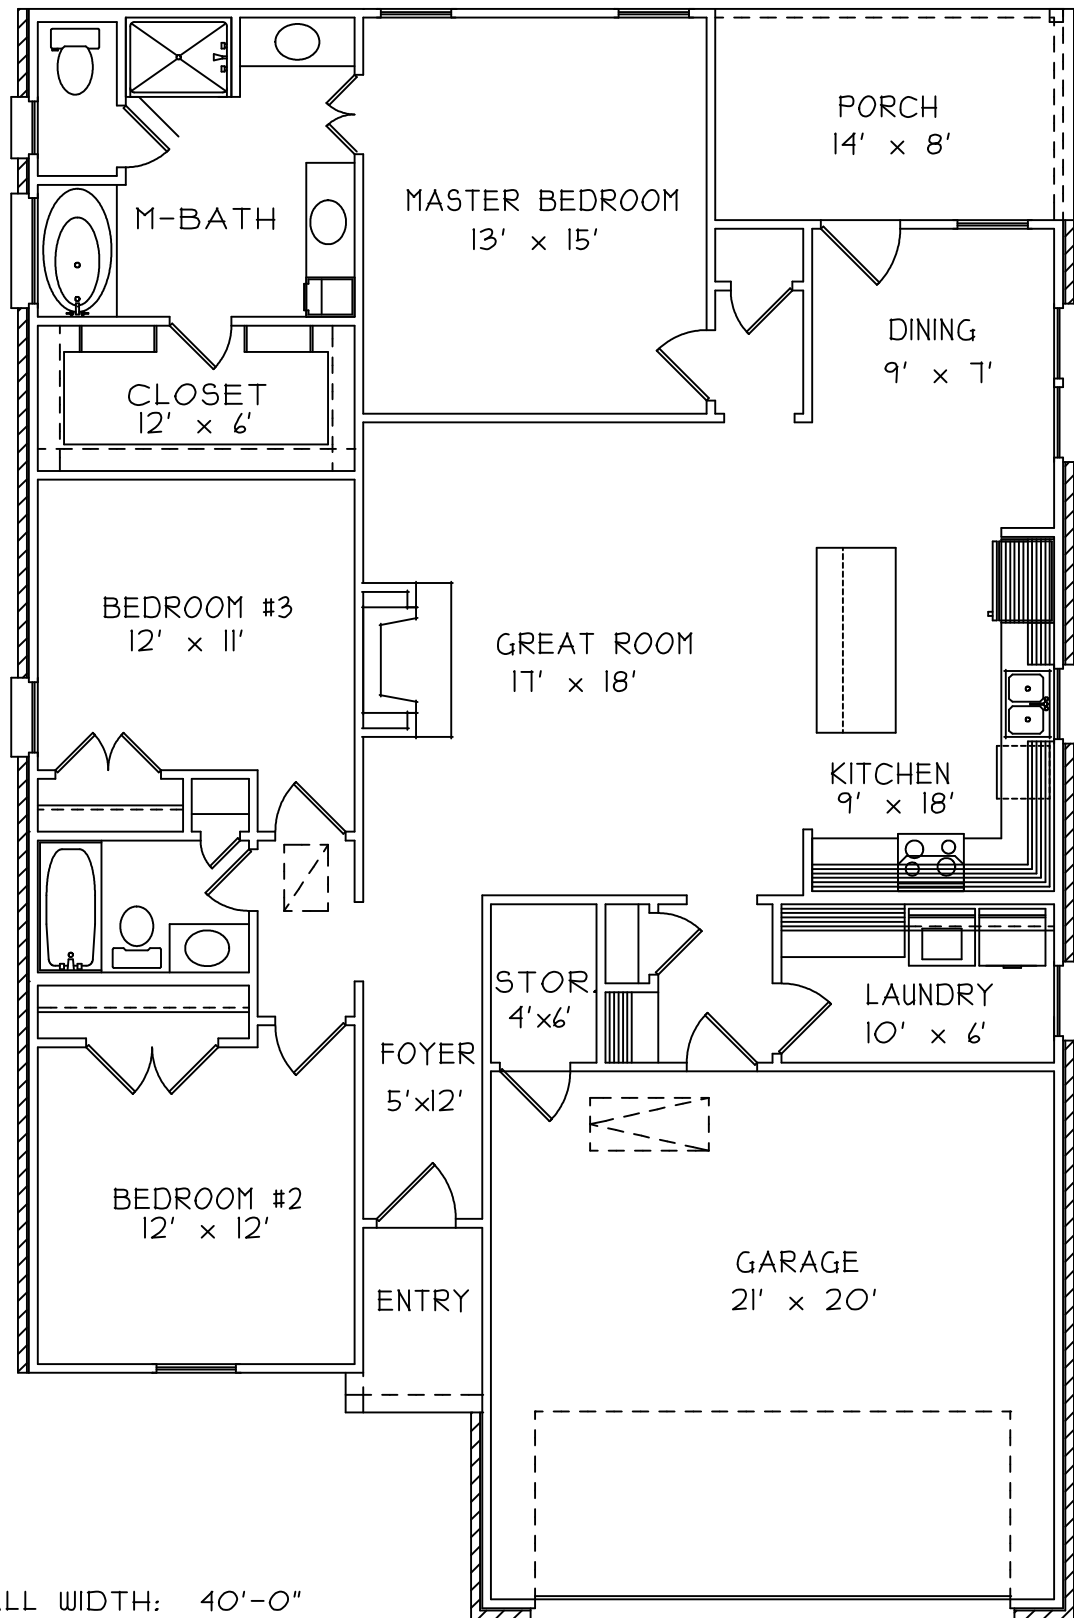 PORCH
14' x 8'
MASTER BEDROOM
13' x 15'
M-BATH
DINING
9' x 7'
CLOSET
12' x 6'
BEDROOM #3
12' x 11'
GREAT ROOM
17' x 18'
KITCHEN
9' x 18'
STOR.
4'x6'
LAUNDRY
10' x 6'
FOYER
5'x12'
BEDROOM #2
12' x 12'
GARAGE
21' x 20'
ENTRY
WIDTH: 40'-0"